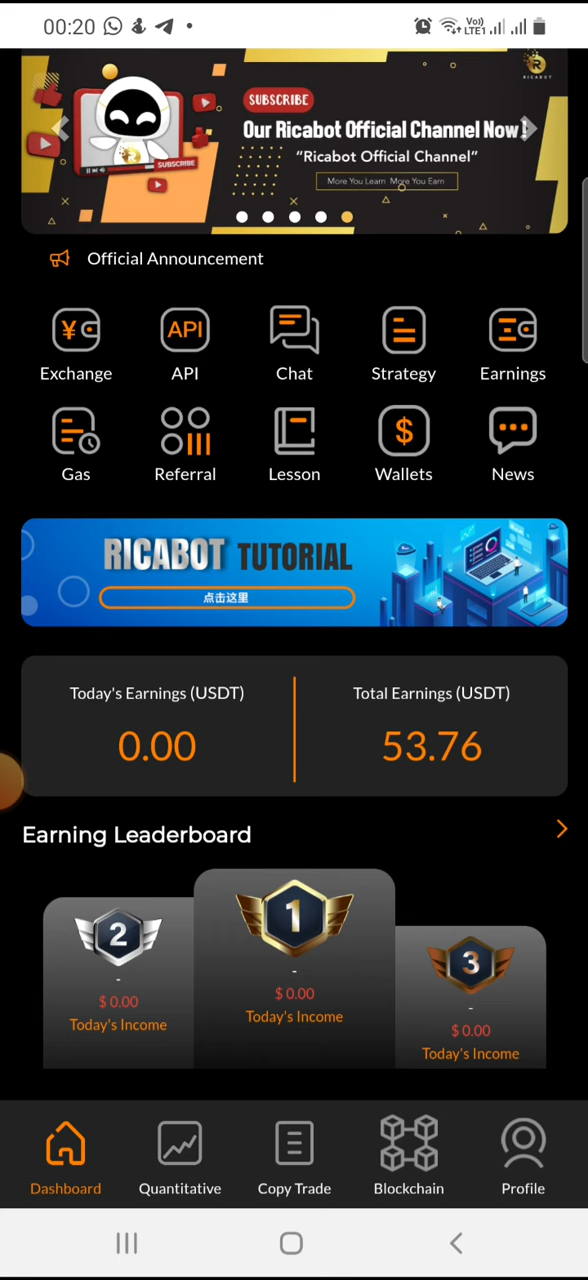 00:20
Vo))
LTE1
R
RICABOT
SUBSCRIBE
Our Ricabot Official Channel Now!
“Ricabot Official Channel”
More You Learn More You Earn
SUBSCRIBE
Official Announcement
¥
API
Exchange
API
Chat
Strategy
Earnings
$
Gas
Referral
Lesson
Wallets
News
RICABOT TUTORIAL
点击这里
Today's Earnings (USDT)
Total Earnings (USDT)
0.00
53.76
Earning Leaderboard
1
2
3
-
$ 0.00
Today's Income
-
$ 0.00
Today's Income
-
$ 0.00
Today's Income
Dashboard
Quantitative
Copy Trade
Blockchain
Profile